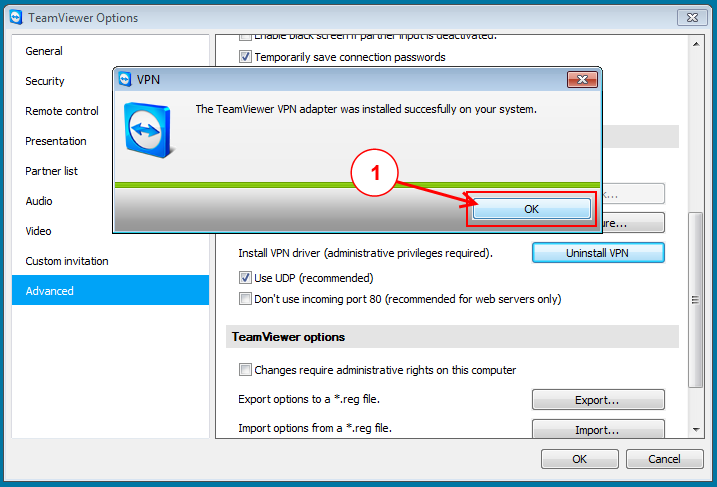 TeamViewer Options
General
Security
Remote control
Presentation
Partner list
Audio
Video
Custom invitation
Advanced
Enable black screen if partner input is deactivated.
Temporarily save connection passwords
VPN
The TeamViewer VPN adapter was installed succesfully on your system.
1
OK
Install VPN driver (administrative privileges required).
Uninstall VPN
Use UDP (recommended)
Don't use incoming port 80 (recommended for web servers only)
TeamViewer options
Changes require administrative rights on this computer
Export options to a *.reg file.
Export...
Import options from a *.reg file.
Import...
OK
Cancel